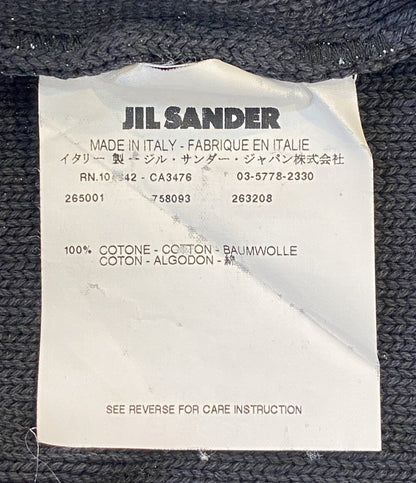 JIL SANDER
MADE IN ITALY - FABRIQUE EN ITALIE
イタリー 製 -- ジル・サンダー・ジャパン株式会社
CA3476 03-5778-2330
265001 758093 263208
100% COTONE - COTTON - BAUMWOLLE
COTON - ALGODON - 綿
SEE REVERSE FOR CARE INSTRUCTION